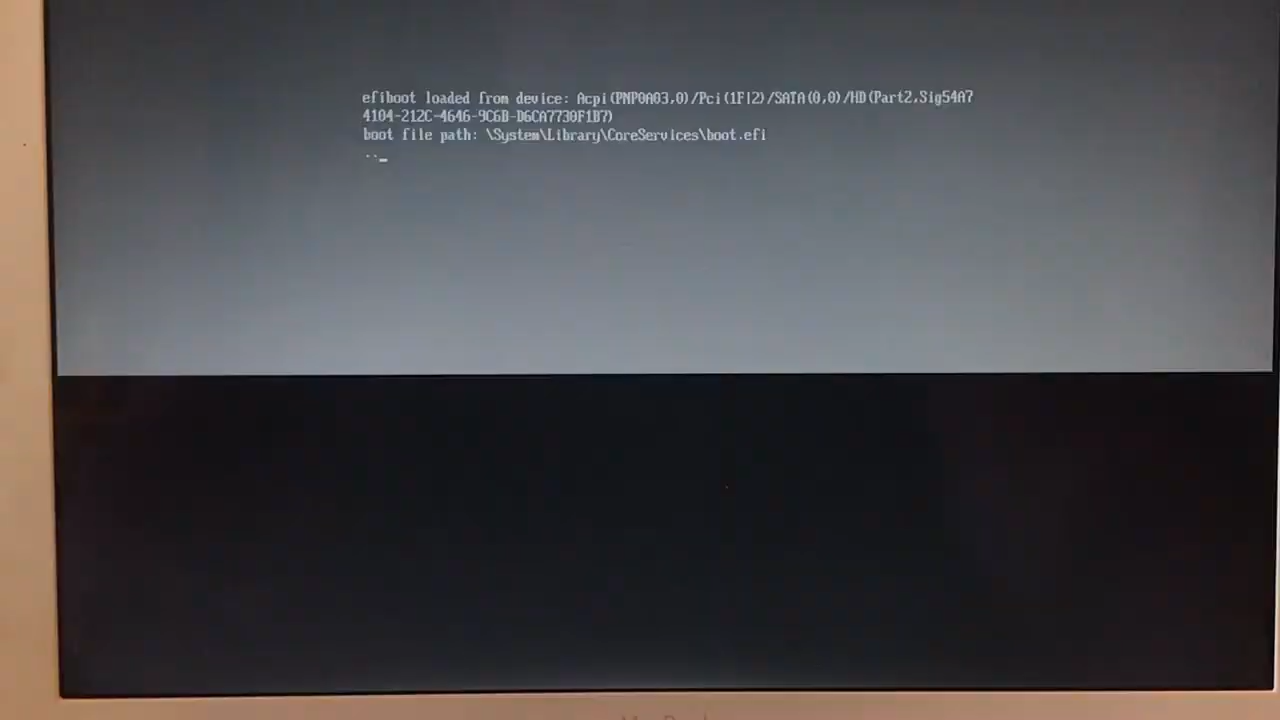 efiboot loaded from device: Acpi(PNP0A03,0)/Pci(1F|2)/SATA(0,0)/HD(Part2,Sig54A7
4104-212C-4646-9C6B-D6CA7730F1B7)
boot file path: \System\Library\CoreServices\boot.efi
.._